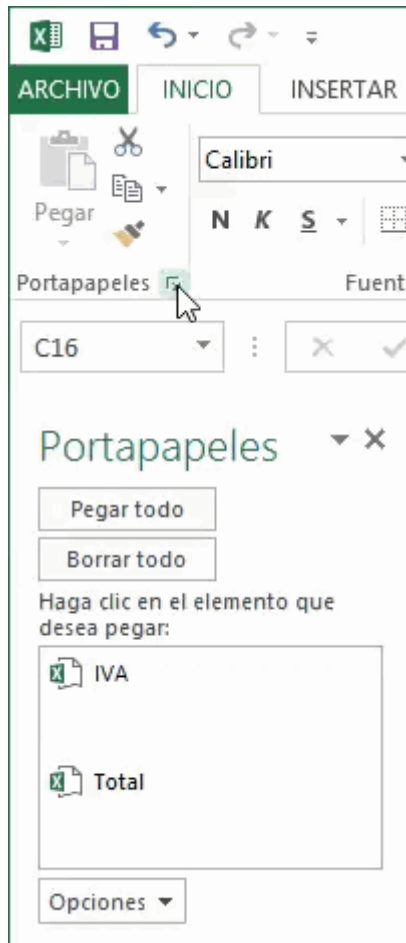 ARCHIVO INICIO INSERTAR
Calibri
Pegar
N K S
Portapapeles Fuent
C16
Portapapeles
Pegar todo
Borrar todo
Haga clic en el elemento que
desea pegar:
IVA
Total
Opciones